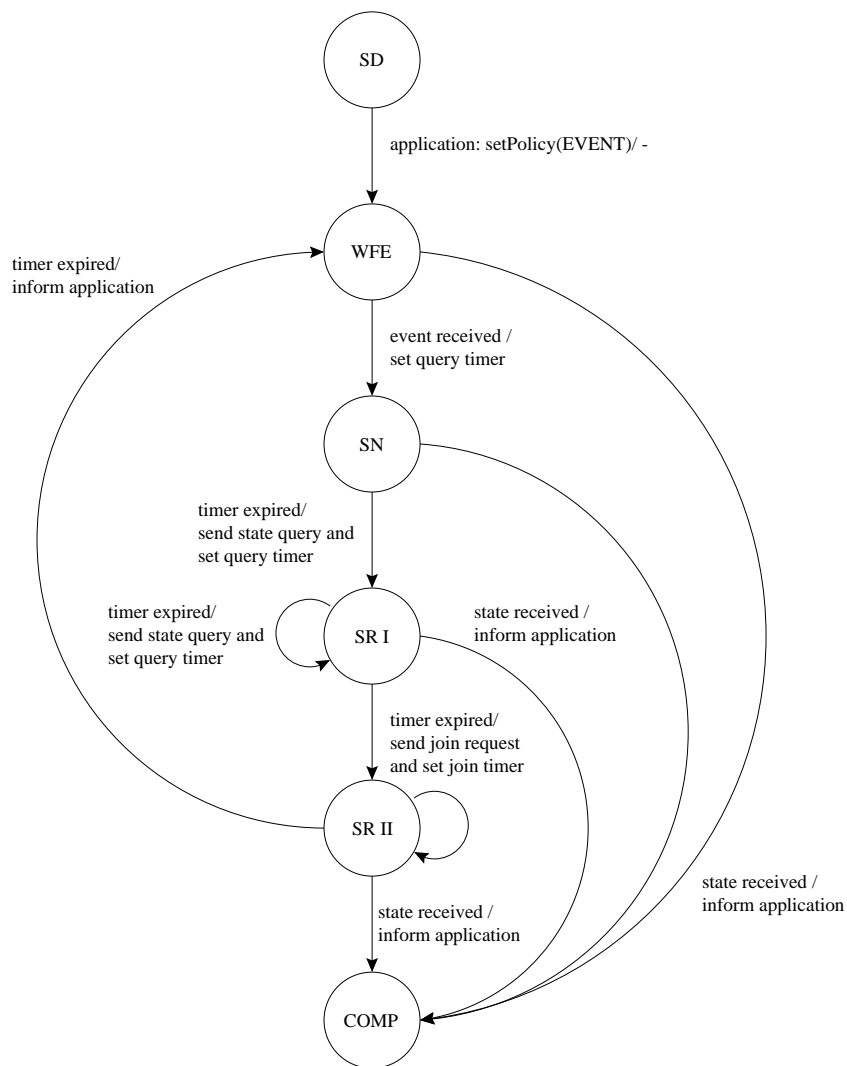 SD
application: setPolicy(EVENT)/ -
WFE
timer expired/
inform application
event received /
set query timer
SN
timer expired/
send state query and
set query timer
timer expired/
send state query and
set query timer
SR I
state received /
inform application
timer expired/
send join request
and set join timer
SR II
state received /
inform application
state received /
inform application
COMP